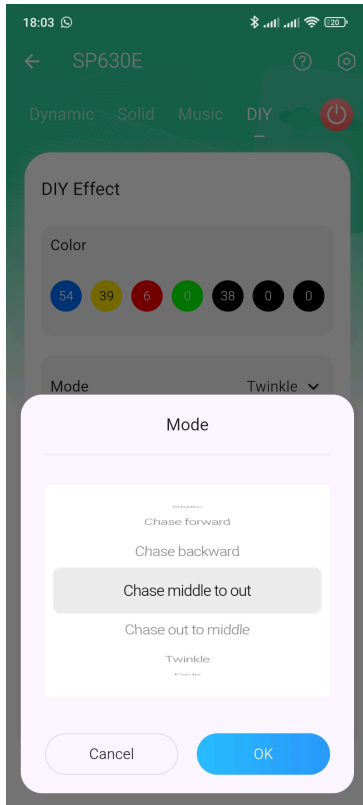 18:03 20
SP630E
Dynamic Solid Music DIY
DIY Effect
Color
54 39 6 0 38 0 0
Mode Twinkle
Mode
Static
Chase forward
Chase backward
Chase middle to out
Chase out to middle
Twinkle
Cancel OK